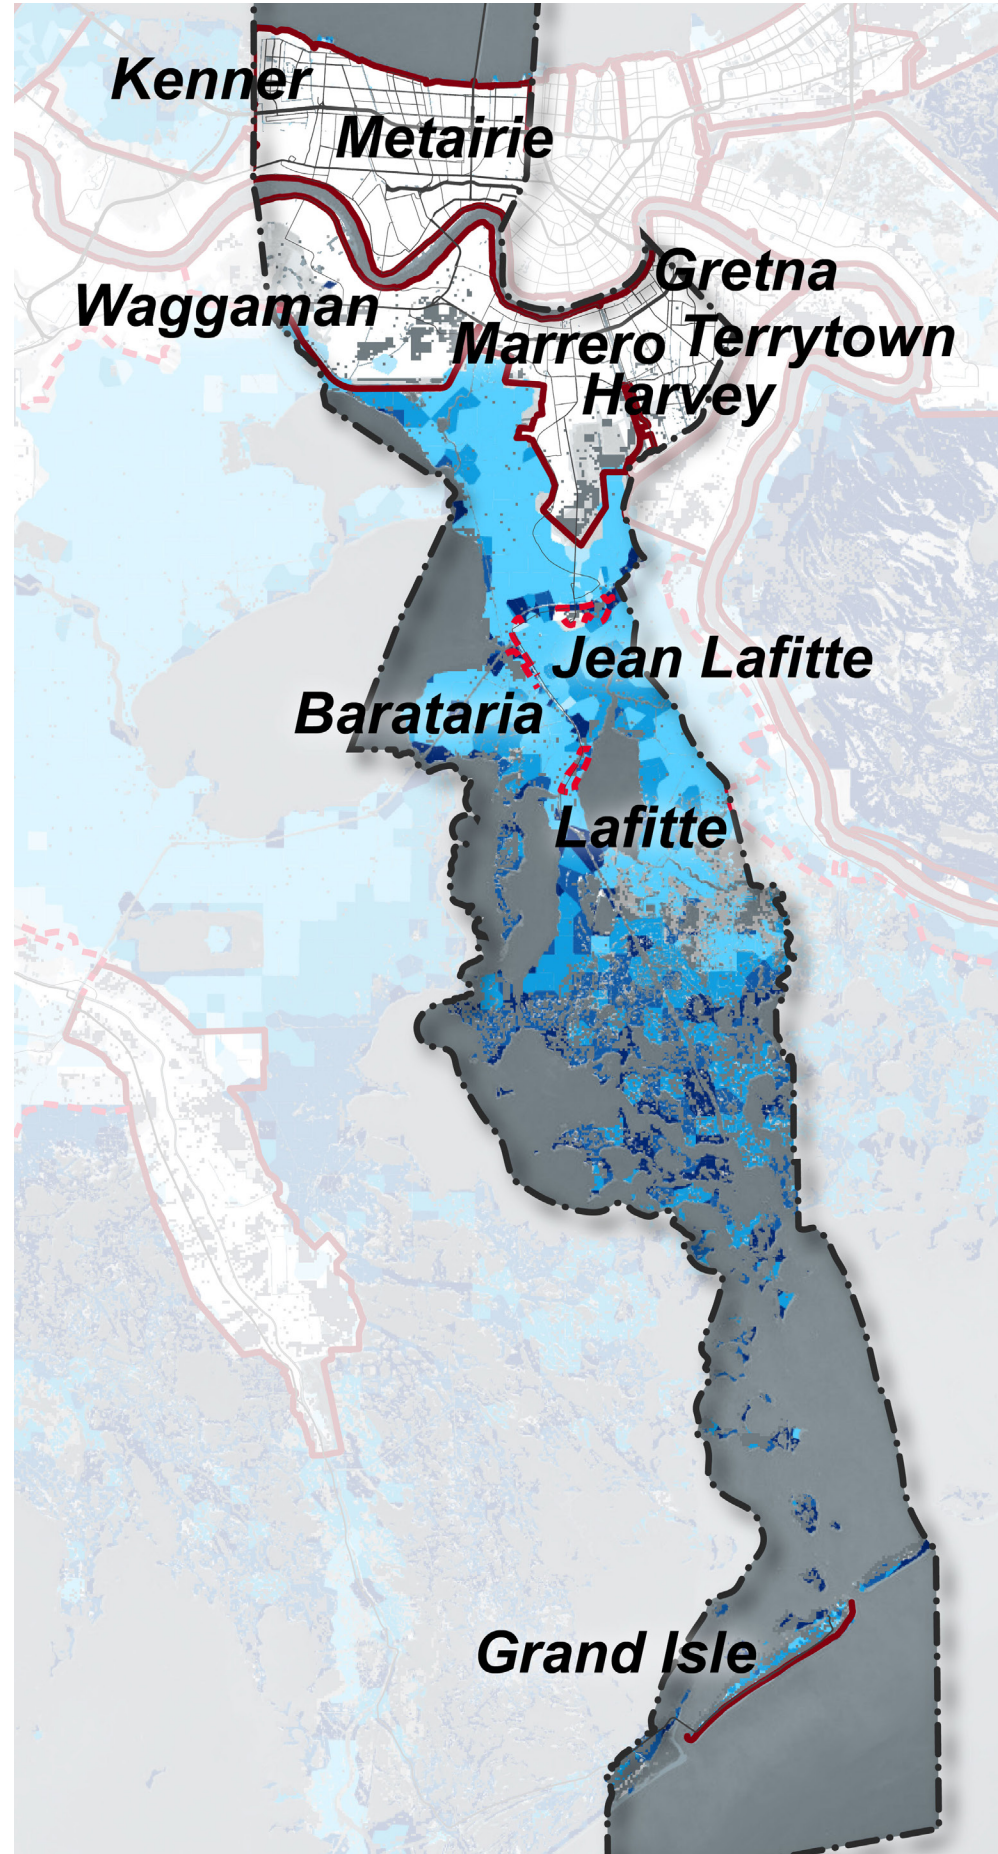 Kenner
Metairie
Gretna
Waggaman
Terrytown
Marrero
Harvey
Jean Lafitte
Barataria
Lafitte
Grand Isle